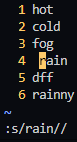 1 hot
2 cold
3 fog
4 rain
5 dff
6 rainny
~
:s/rain//